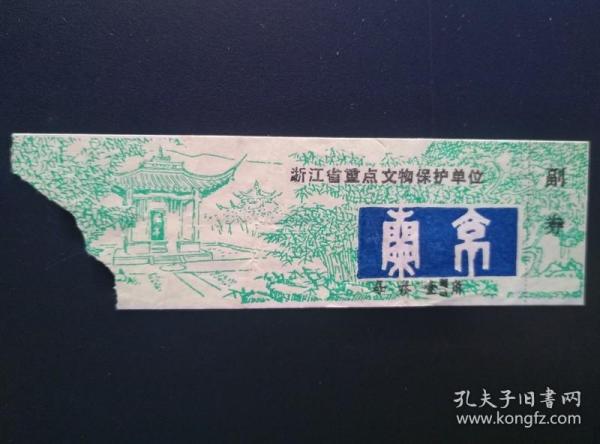 浙江省重点文物保护单位
副
券
蘭亭
孔夫子旧書网
www.kongfz.com